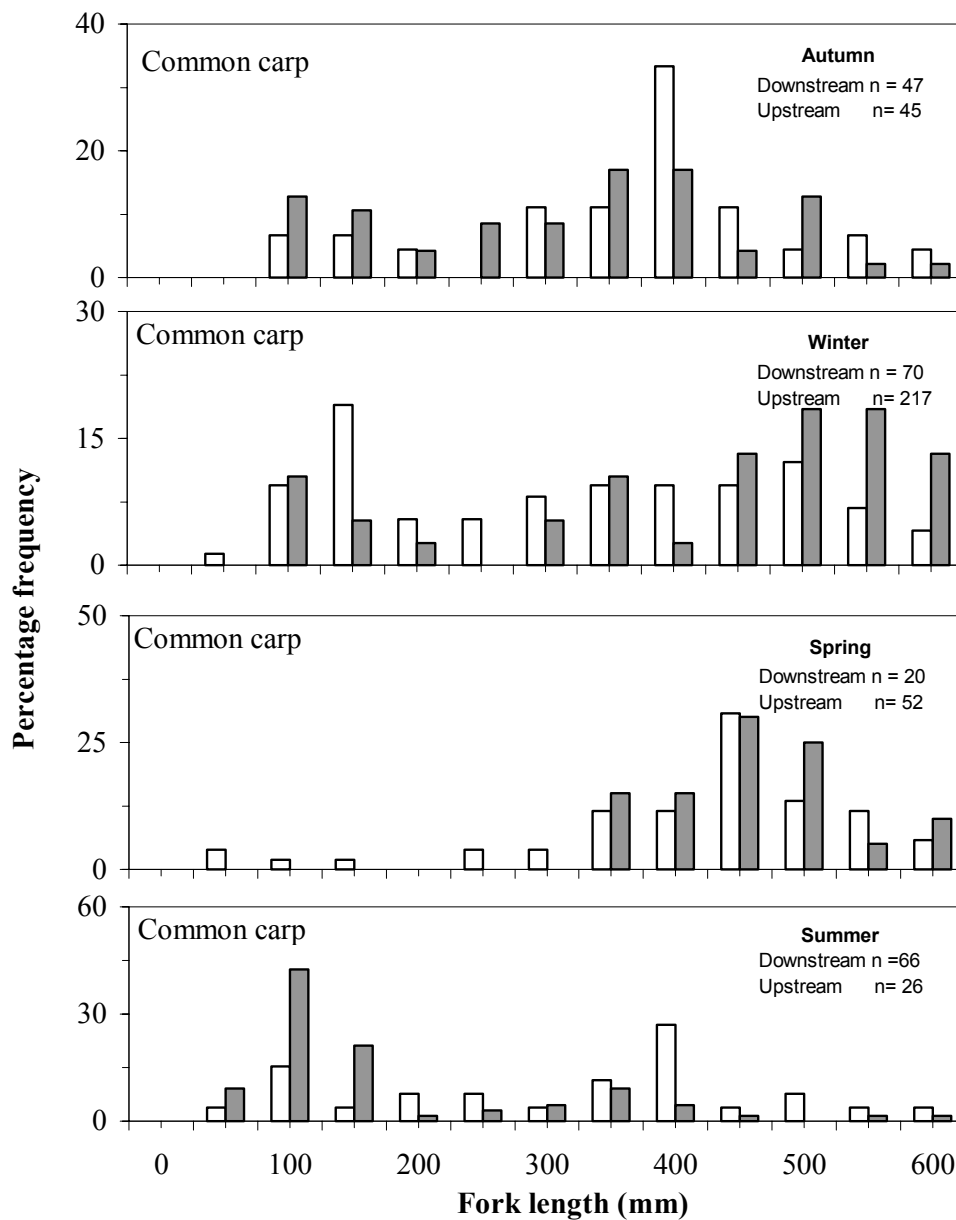 Percentage frequency
40
20
0
Common carp
Autumn
Downstream n = 47
Upstream n= 45
30
15
0
Common carp
Winter
Downstream n = 70
Upstream n= 217
50
25
0
Common carp
Spring
Downstream n = 20
Upstream n= 52
60
30
0
Common carp
Summer
Downstream n =66
Upstream n= 26
0 100 200 300 400 500 600
Fork length (mm)